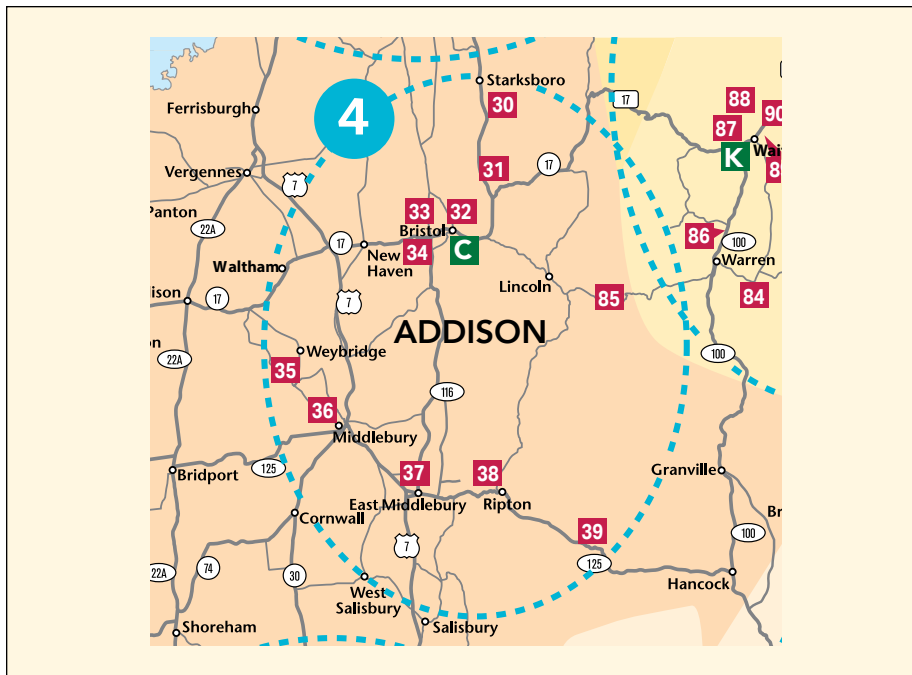 Starksboro
30
17
88
Ferrisburgh
4
87
90
K
Vergennes
7
31
17
Panton
22A
33
32
Bristol
86
100
17
New
Haven
34
C
Waltham
Warren
Lincoln
17
7
85
84
ADDISON
Weybridge
100
22A
35
116
36
Middlebury
125
Bridport
37
38
Granville
East Middlebury
Ripton
Cornwall
39
7
100
22A
74
30
125
Hancock
West
Salisbury
Shoreham
Salisbury